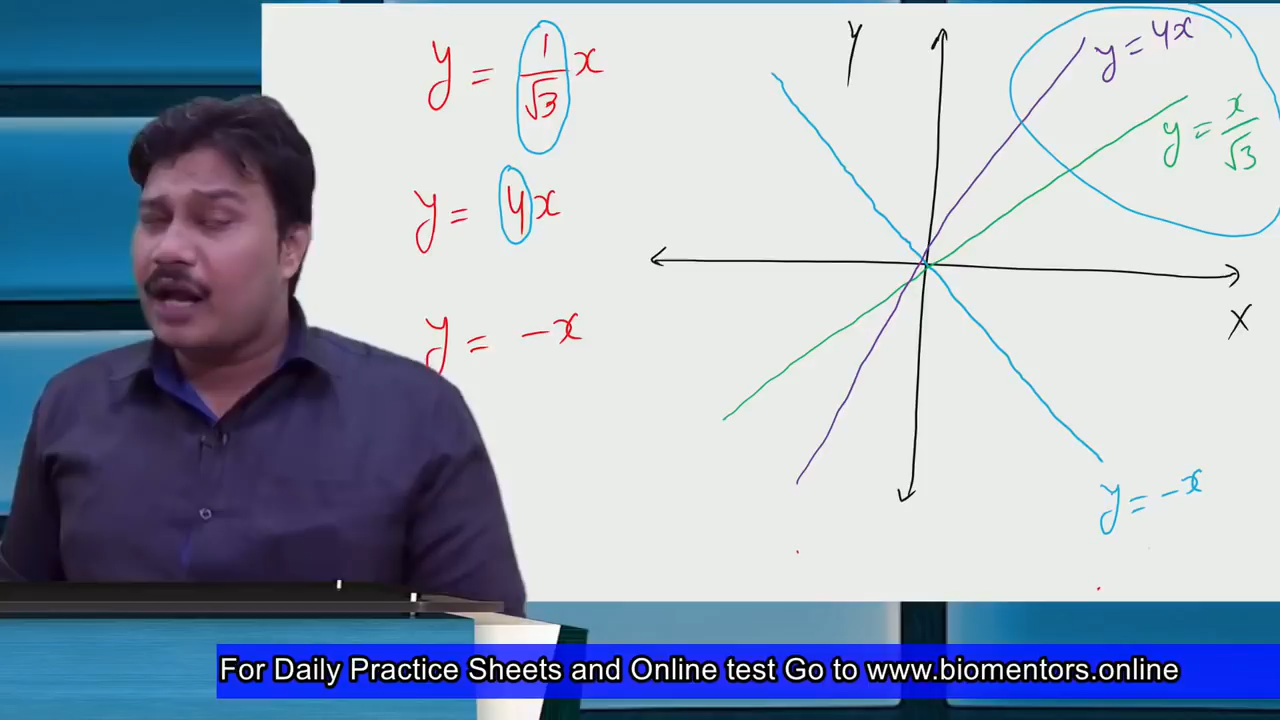 y = 1/√3 x
y = 4x
y = -x
Y
y = 4x
y = x/√3
X
y = -x
For Daily Practice Sheets and Online test Go to www.biomentors.online